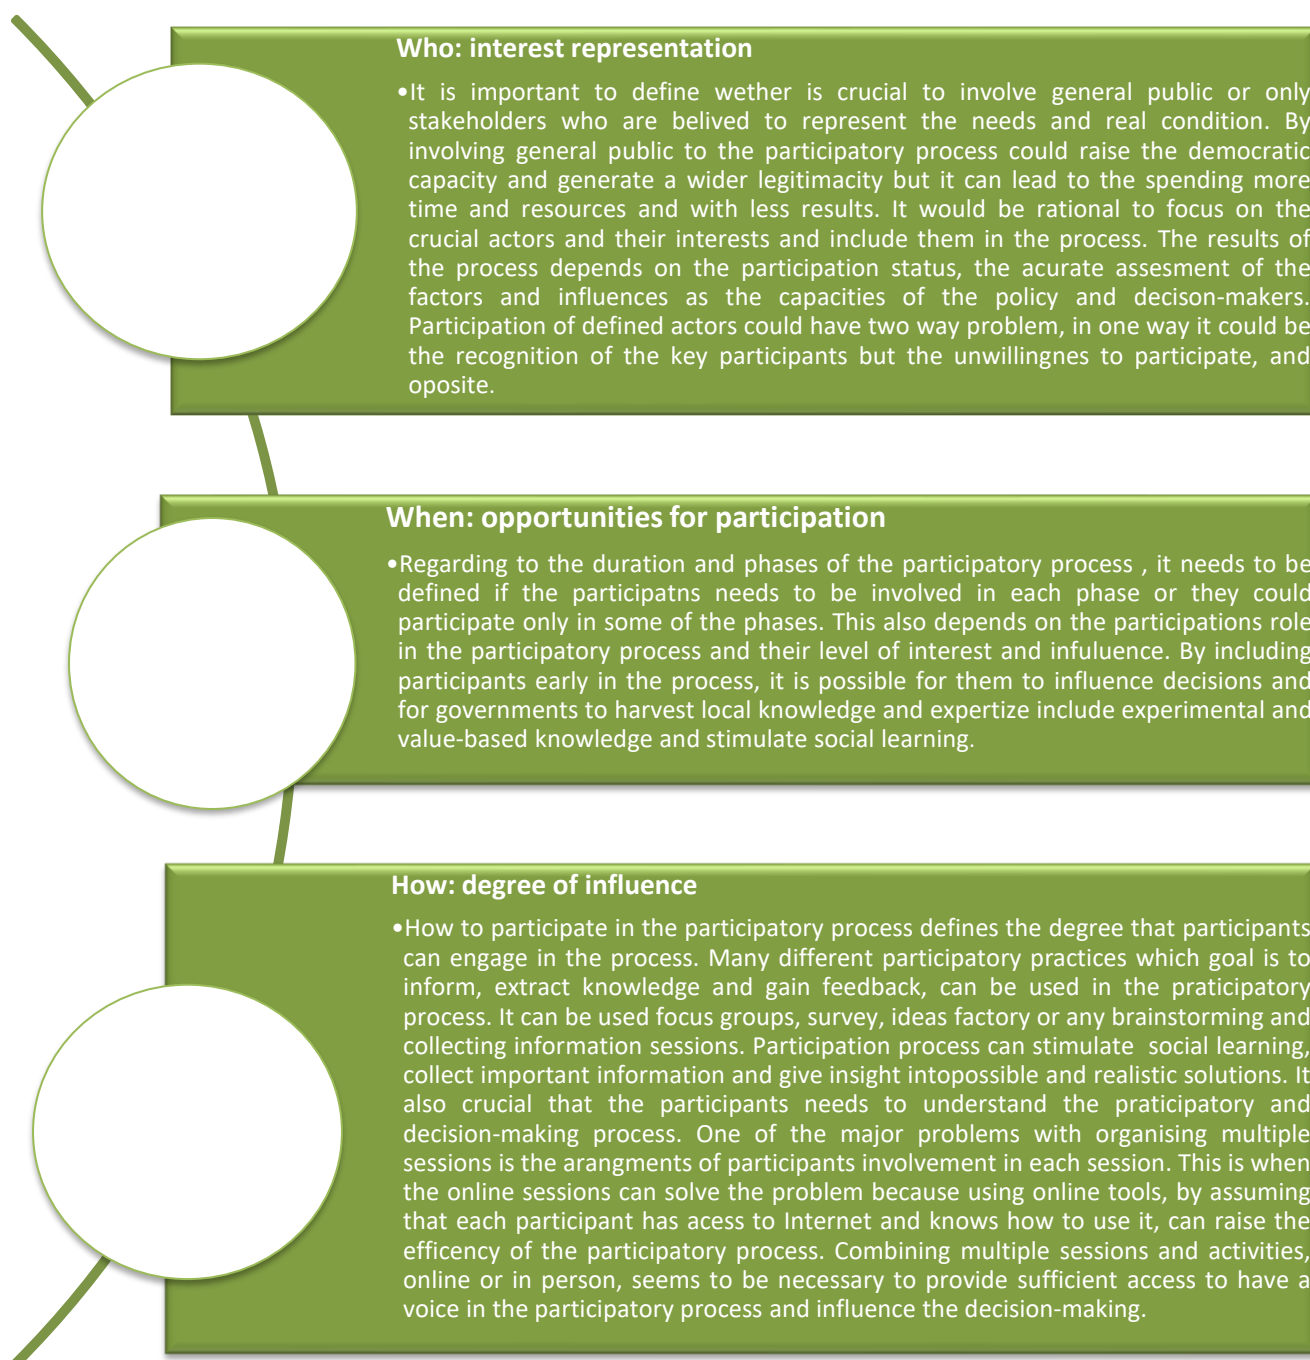 Who: interest representation
•It is important to define wether is crucial to involve general public or only
stakeholders who are belived to represent the needs and real condition. By
involving general public to the participatory process could raise the democratic
capacity and generate a wider legitimacity but it can lead to the spending more
time and resources and with less results. It would be rational to focus on the
crucial actors and their interests and include them in the process. The results of
the process depends on the participation status, the acurate assesment of the
factors and influences as the capacities of the policy and decison-makers.
Participation of defined actors could have two way problem, in one way it could be
the recognition of the key participants but the unwillingnes to participate, and
oposite.
When: opportunities for participation
•Regarding to the duration and phases of the participatory process , it needs to be
defined if the participatns needs to be involved in each phase or they could
participate only in some of the phases. This also depends on the participations role
in the participatory process and their level of interest and infuluence. By including
participants early in the process, it is possible for them to influence decisions and
for governments to harvest local knowledge and expertize include experimental and
value-based knowledge and stimulate social learning.
How: degree of influence
•How to participate in the participatory process defines the degree that participants
can engage in the process. Many different participatory practices which goal is to
inform, extract knowledge and gain feedback, can be used in the praticipatory
process. It can be used focus groups, survey, ideas factory or any brainstorming and
collecting information sessions. Participation process can stimulate  social learning,
collect important information and give insight intopossible and realistic solutions. It
also crucial that the participants needs to understand the praticipatory and
decision-making process. One of the major problems with organising multiple
sessions is the arangments of participants involvement in each session. This is when
the online sessions can solve the problem because using online tools, by assuming
that each participant has acess to Internet and knows how to use it, can raise the
efficency of the participatory process. Combining multiple sessions and activities,
online or in person, seems to be necessary to provide sufficient access to have a
voice in the participatory process and influence the decision-making.